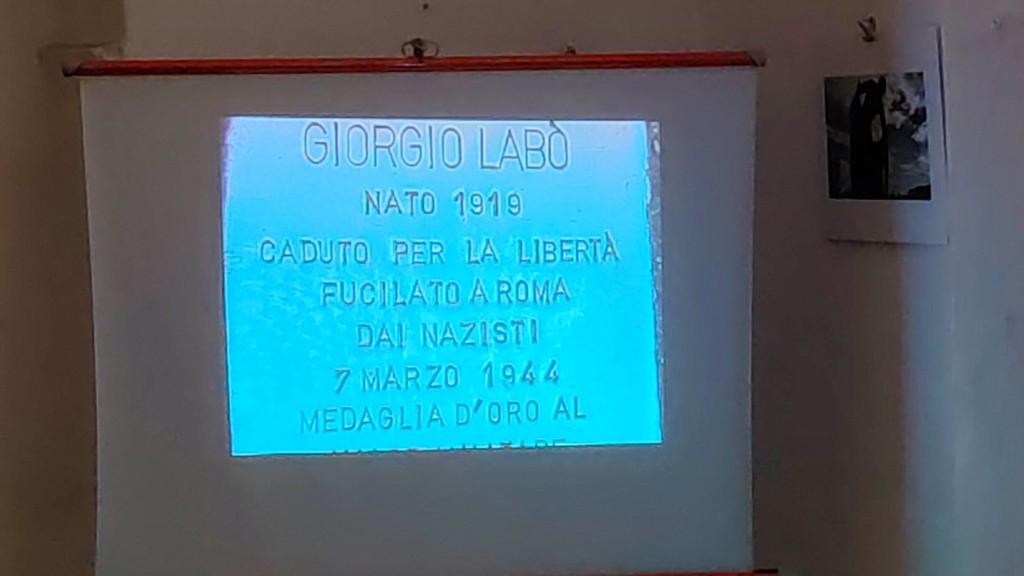 GIORGIO LABÒ
NATO 1919
CADUTO PER LA LIBERTÀ
FUCILATO A ROMA
DAI NAZISTI
7 MARZO 1944
MEDAGLIA D'ORO AL